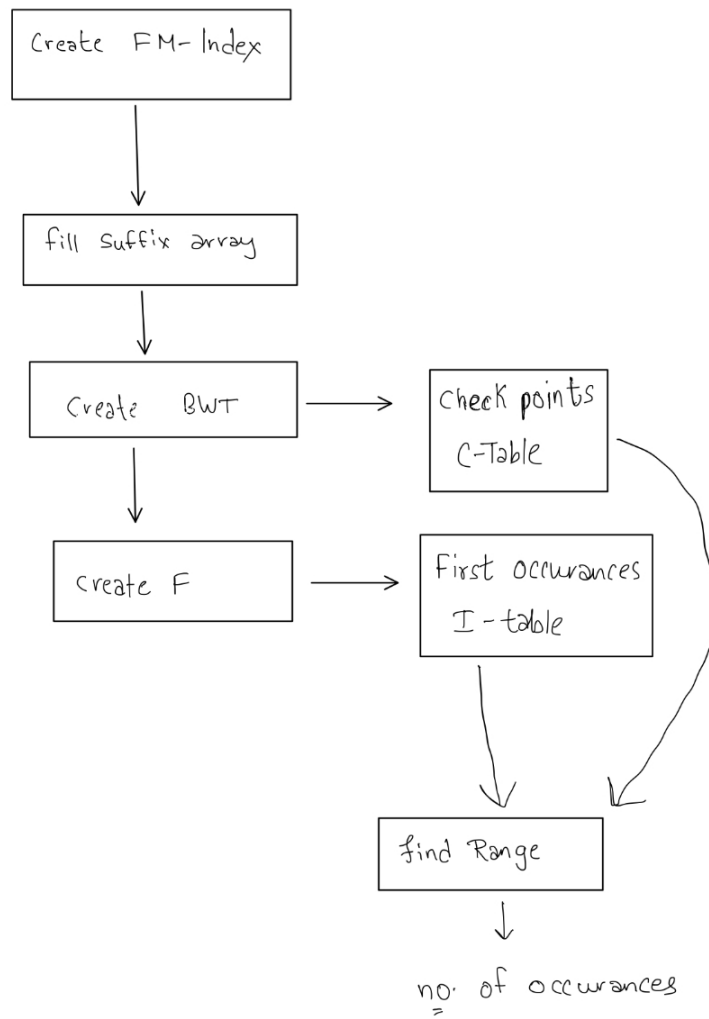 Create FM-Index
fill suffix array
Create BWT
Check points
C-Table
create F
First occurances
I-table
find Range
no. of occurances